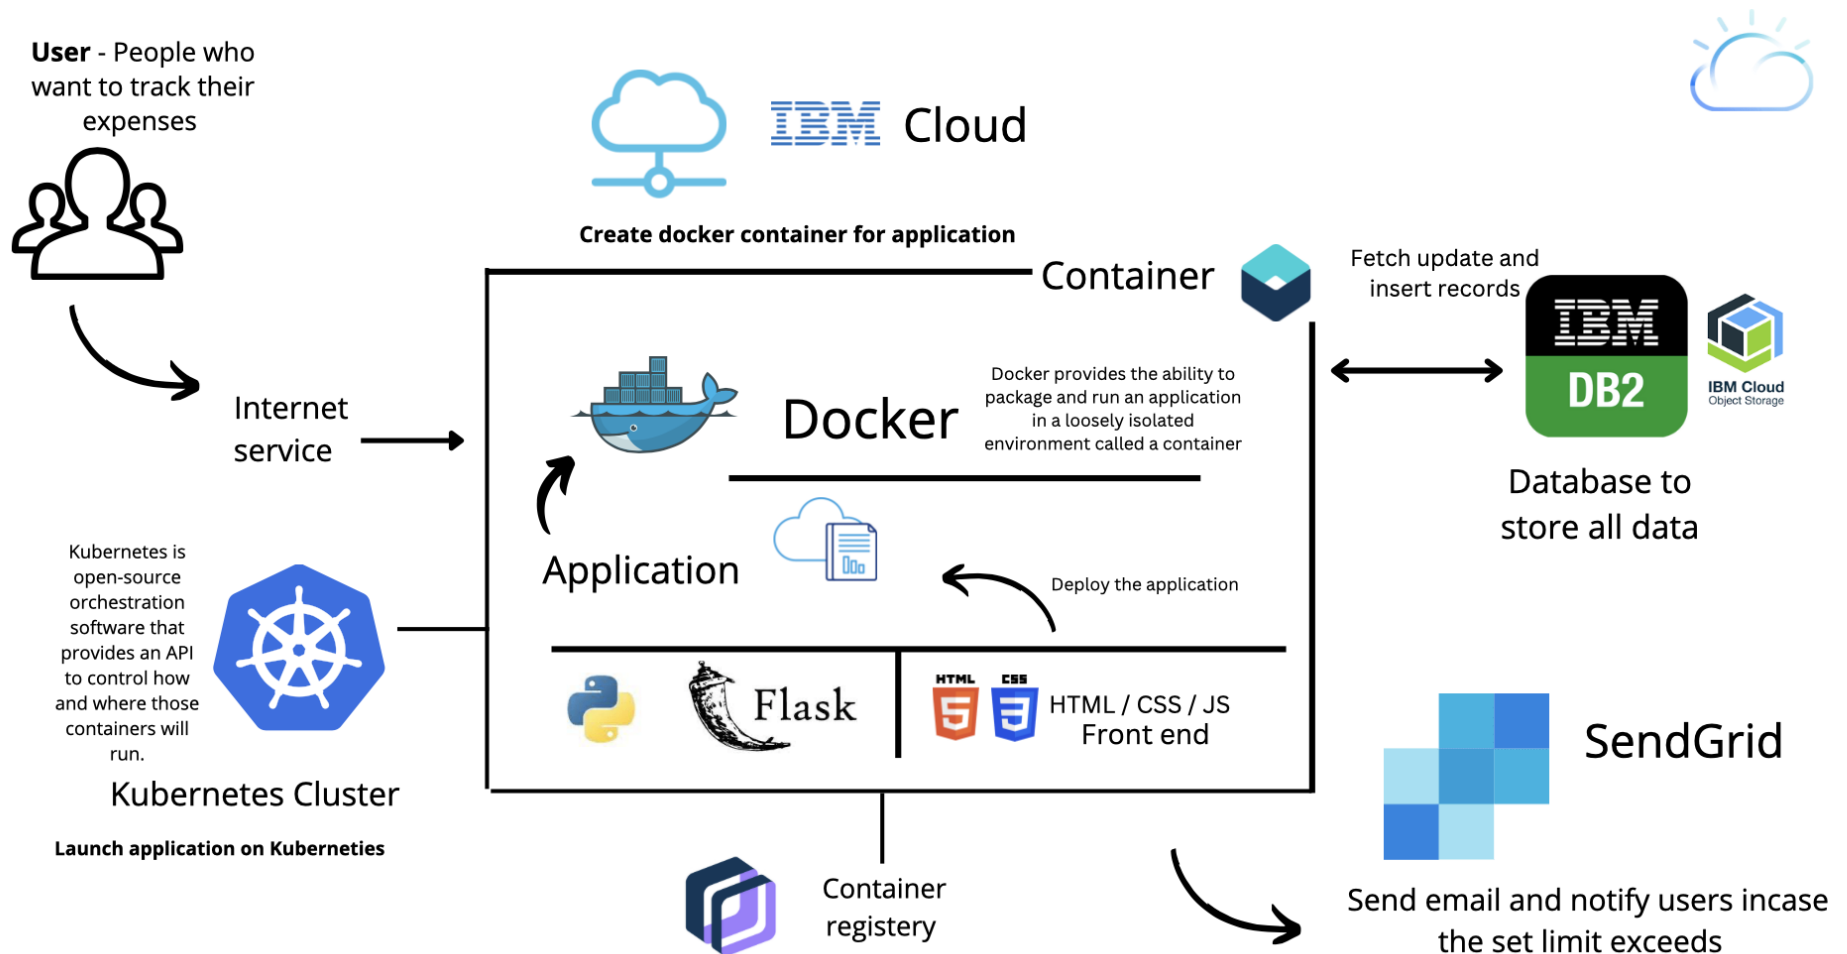 User - People who
want to track their
expenses
IBM Cloud
Create docker container for application
Container
Fetch update and
insert records
IBM
DB2
IBM Cloud
Object Storage
Database to
store all data
Internet
service
Docker
Docker provides the ability to
package and run an application
in a loosely isolated
environment called a container
Application
Deploy the application
Kubernetes is
open-source
orchestration
software that
provides an API
to control how
and where those
containers will
run.
Kubernetes Cluster
Launch application on Kuberneties
Flask
HTML
5
CSS
3
HTML / CSS / JS
Front end
Container
registery
SendGrid
Send email and notify users incase
the set limit exceeds